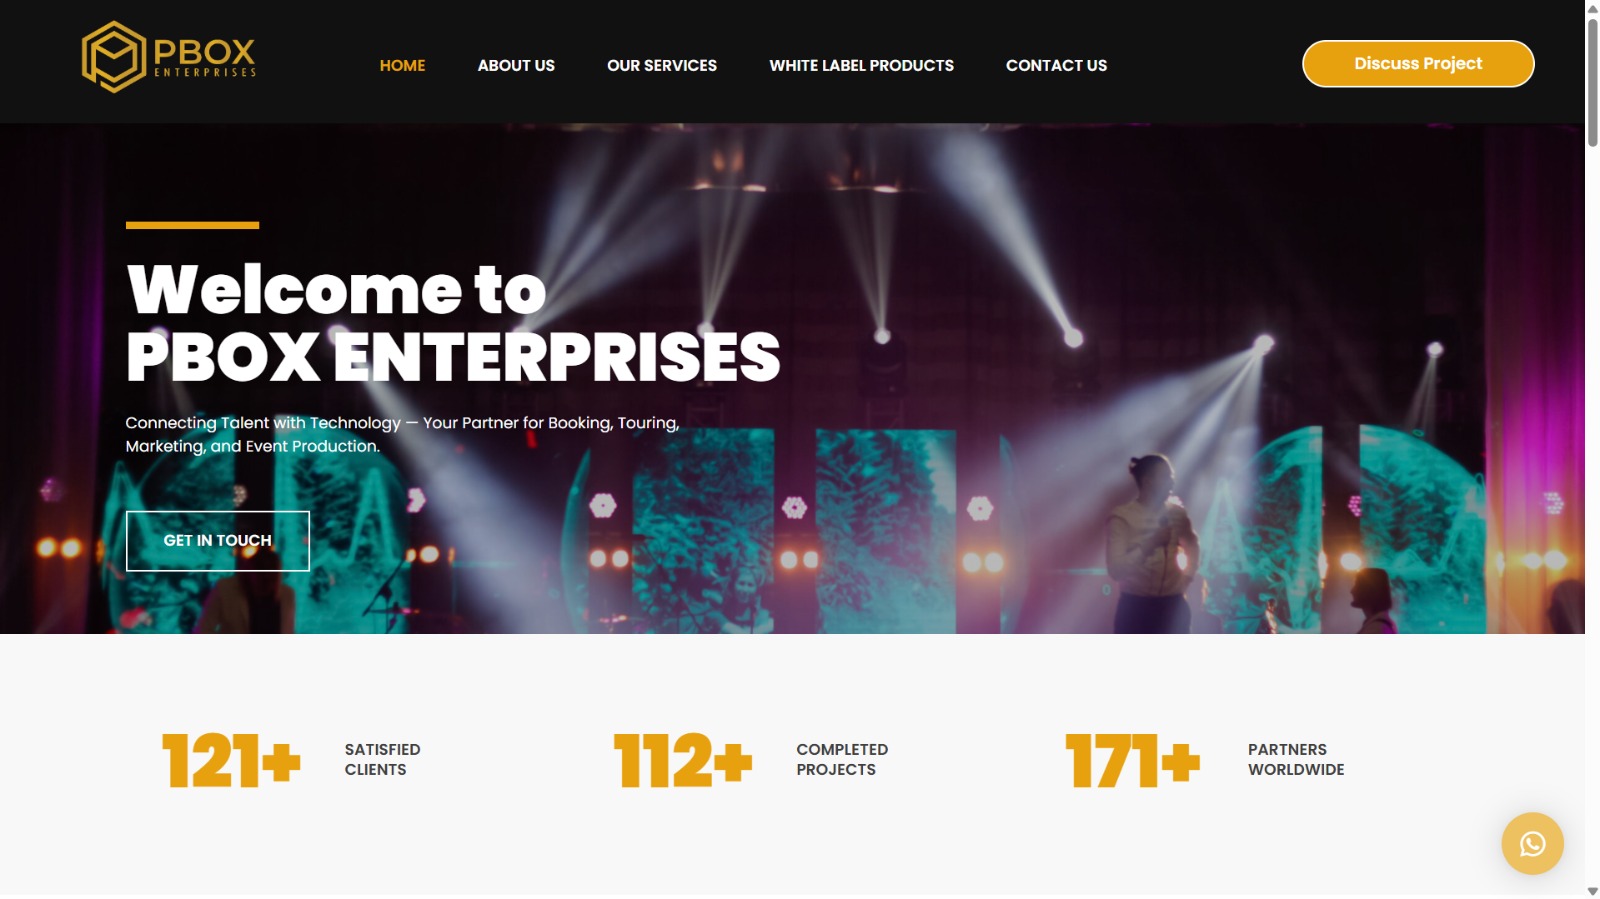 PBOX
ENTERPRISES
HOME
ABOUT US
OUR SERVICES
WHITE LABEL PRODUCTS
CONTACT US
Discuss Project
Welcome to
PBOX ENTERPRISES
Connecting Talent with Technology — Your Partner for Booking, Touring,
Marketing, and Event Production.
GET IN TOUCH
121+
SATISFIED
CLIENTS
112+
COMPLETED
PROJECTS
171+
PARTNERS
WORLDWIDE